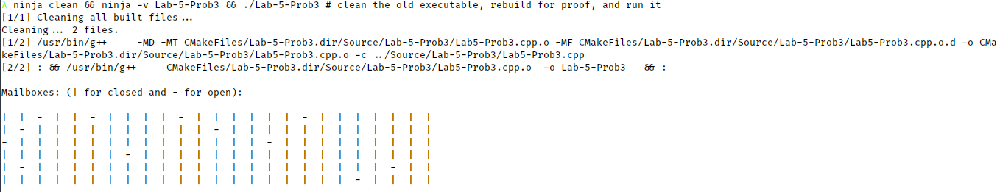 λ ninja clean && ninja -v Lab-5-Prob3 && ./Lab-5-Prob3 # clean the old executable, rebuild for proof, and run it
[1/1] Cleaning all built files...
Cleaning... 2 files.
[1/2] /usr/bin/g++     -MD -MT CMakeFiles/Lab-5-Prob3.dir/Source/Lab-5-Prob3/Lab5-Prob3.cpp.o -MF CMakeFiles/Lab-5-Prob3.dir/Source/Lab-5-Prob3/Lab5-Prob3.cpp.o.d -o CMa
keFiles/Lab-5-Prob3.dir/Source/Lab-5-Prob3/Lab5-Prob3.cpp.o -c ../Source/Lab-5-Prob3/Lab5-Prob3.cpp
[2/2] : && /usr/bin/g++     CMakeFiles/Lab-5-Prob3.dir/Source/Lab-5-Prob3/Lab5-Prob3.cpp.o  -o Lab-5-Prob3   && :
Mailboxes: (| for closed and - for open):
|  |  -  |  |  -  |  |  |  |  -  |  |  |  |  |  |  -  |  |  |  |  |  |  |
|  -  |  |  |  |  |  |  |  |  |  |  -  |  |  |  |  |  |  |  |  |  |  |  |
-  |  |  |  |  |  |  |  |  |  |  |  |  |  |  -  |  |  |  |  |  |  |  |  |
|  |  |  |  |  |  |  -  |  |  |  |  |  |  |  |  |  |  |  |  |  |  |  |  |
|  -  |  |  |  |  |  |  |  |  |  |  |  |  |  |  |  |  |  |  |  |  -  |  |
|  |  |  |  |  |  |  |  |  |  |  |  |  |  |  |  |  |  |  |  -  |  |  |  |